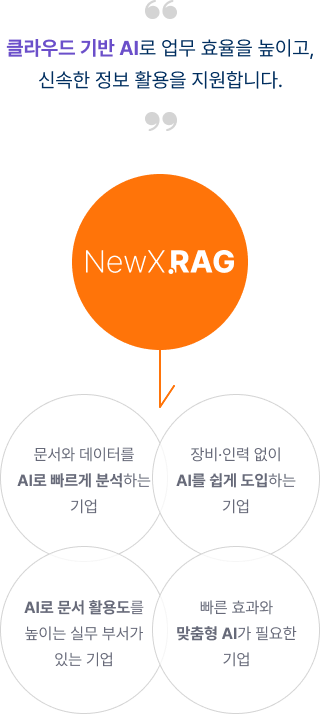 클라우드 기반 AI로 업무 효율을 높이고,
신속한 정보 활용을 지원합니다.
NewX.RAG
문서와 데이터를
AI로 빠르게 분석하는
기업
장비·인력 없이
AI를 쉽게 도입하는
기업
AI로 문서 활용도를
높이는 실무 부서가
있는 기업
빠른 효과와
맞춤형 AI가 필요한
기업